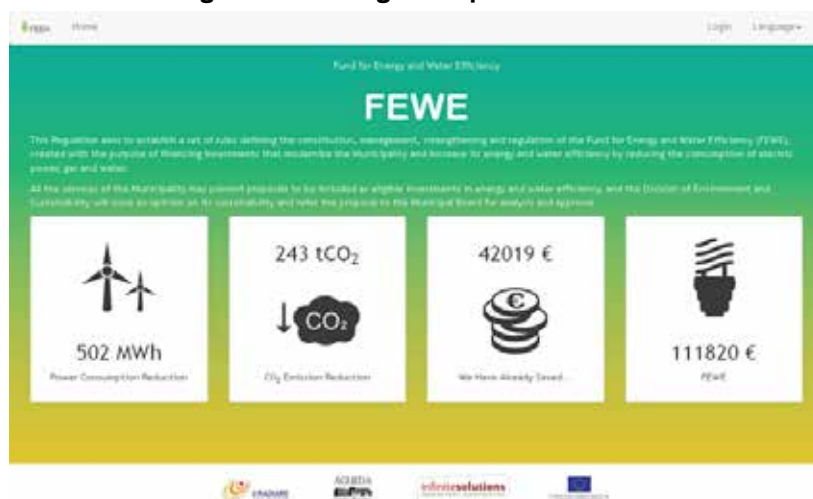 Home
Login Language
Fund for Energy and Water Efficiency
FEWE
This Regulation aims to establish a set of rules defining the constitution, management, strengthening and regulation of the Fund for Energy and Water Efficiency (FEWE),
created with the purpose of financing investments that modernize the Municipality and increase its energy and water efficiency by reducing the consumption of electric
power, gas and water.
All the services of the Municipality may present proposals to be included as eligible investments in energy and water efficiency, and the Division of Environment and
Sustainability will issue an opinion on its sustainability and refer the proposal to the Municipal Board for analysis and approval.
243 tCO₂
42019 €
CO₂
€
502 MWh
111820 €
Power Consumption Reduction
CO₂ Emission Reduction
We Have Already Saved...
FEWE
AGUEDA
infinitesolutions